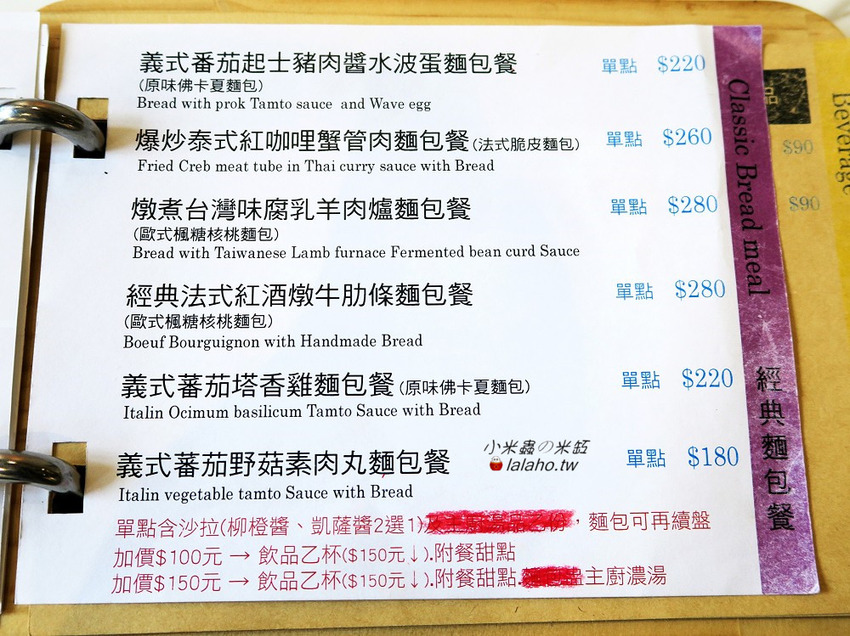 義式番茄起士豬肉醬水波蛋麵包餐 單點 $220
(原味佛卡夏麵包)
Bread with prok Tamto sauce and Wave egg
爆炒泰式紅咖哩蟹管肉麵包餐(法式脆皮麵包) 單點 $260
Fried Creb meat tube in Thai curry sauce with Bread
燉煮台灣味腐乳羊肉爐麵包餐 單點 $280
(歐式楓糖核桃麵包)
Bread with Taiwanese Lamb furnace Fermented bean curd Sauce
經典法式紅酒燉牛肋條麵包餐 單點 $280
(歐式楓糖核桃麵包)
Boeuf Bourguignon with Handmade Bread
義式蕃茄塔香雞麵包餐(原味佛卡夏麵包) 單點 $220
Italin Ocimum basilicum Tamto Sauce with Bread
義式蕃茄野菇素肉丸麵包餐 單點 $180
Italin vegetable tamto Sauce with Bread
小米蟲の米缸
lalaho.tw
單點含沙拉(柳橙醬、凱薩醬2選1) ，麵包可再續盤
加價$100元 → 飲品乙杯($150元↓).附餐甜點
加價$150元 → 飲品乙杯($150元↓).附餐甜點. 主廚濃湯
Classic Bread meal
經典麵包餐
品
$90
$90
Beverage